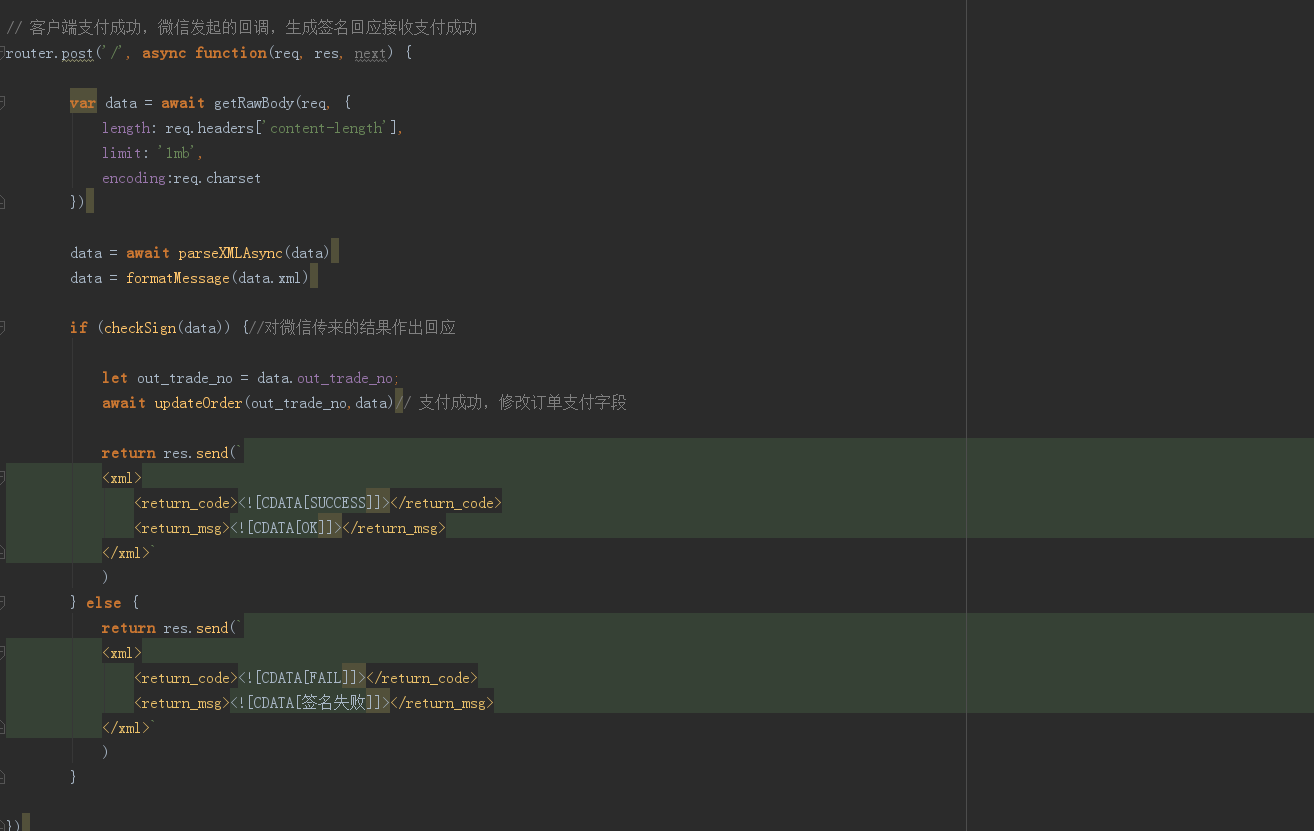 // 客户端支付成功，微信发起的回调，生成签名回应接收支付成功
router.post('/', async function(req, res, next) {
var data = await getRawBody(req, {
length: req.headers['content-length'],
limit: '1mb',
encoding:req.charset
})
data = await parseXMLAsync(data)
data = formatMessage(data.xml)
if (checkSign(data)) {//对微信传来的结果作出回应
let out_trade_no = data.out_trade_no;
await updateOrder(out_trade_no,data)// 支付成功，修改订单支付字段
return res.send(`
<xml>
<return_code><![CDATA[SUCCESS]]></return_code>
<return_msg><![CDATA[OK]]></return_msg>
</xml>`
)
} else {
return res.send(`
<xml>
<return_code><![CDATA[FAIL]]></return_code>
<return_msg><![CDATA[签名失败]]></return_msg>
</xml>`
)
}
})